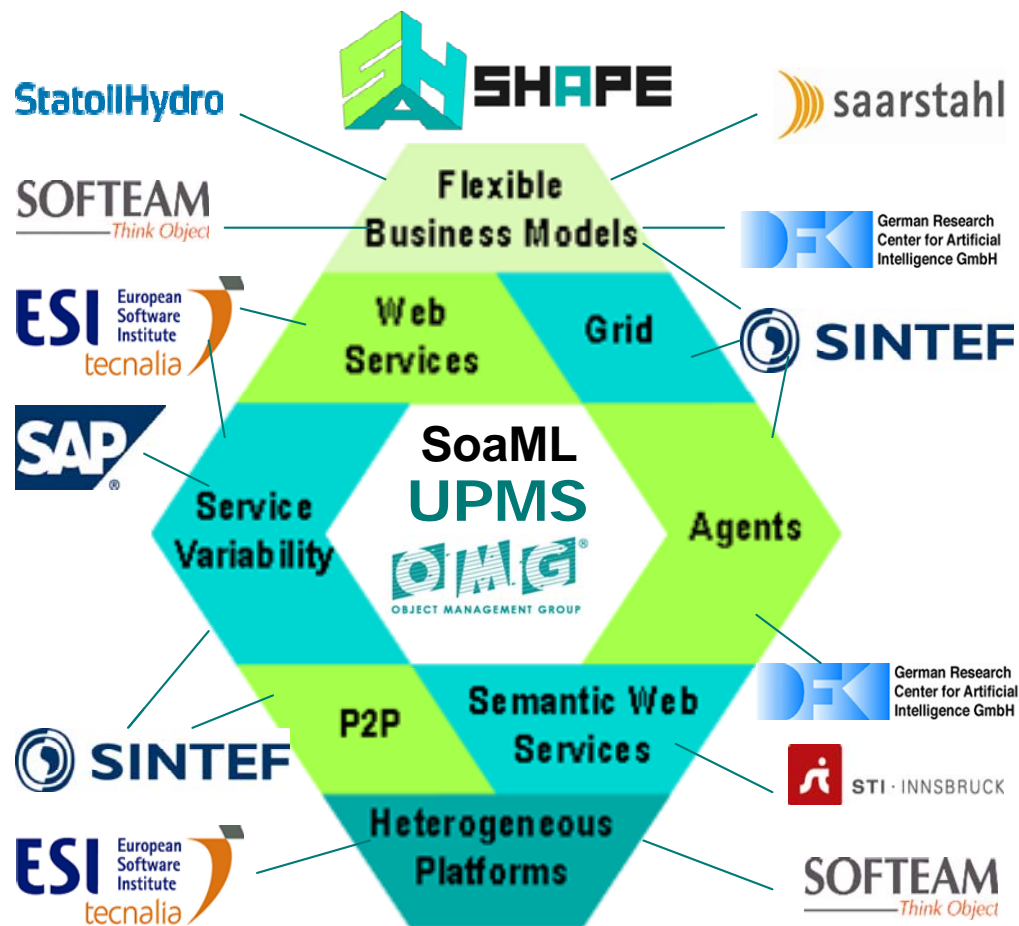 SHAPE
StatoilHydro
saarstahl
Flexible
Business Models
SOFTEAM
Think Object
DFK
German Research
Center for Artificial
Intelligence GmbH
ESI European
Software
Institute
tecnalia
Web
Services
Grid
SINTEF
SAP®
SoaML
UPMS
OMG®
OBJECT MANAGEMENT GROUP
Service
Variability
Agents
DFK
German Research
Center for Artificial
Intelligence GmbH
P2P
Semantic Web
Services
SINTEF
STI · INNSBRUCK
Heterogeneous
Platforms
ESI European
Software
Institute
tecnalia
SOFTEAM
Think Object